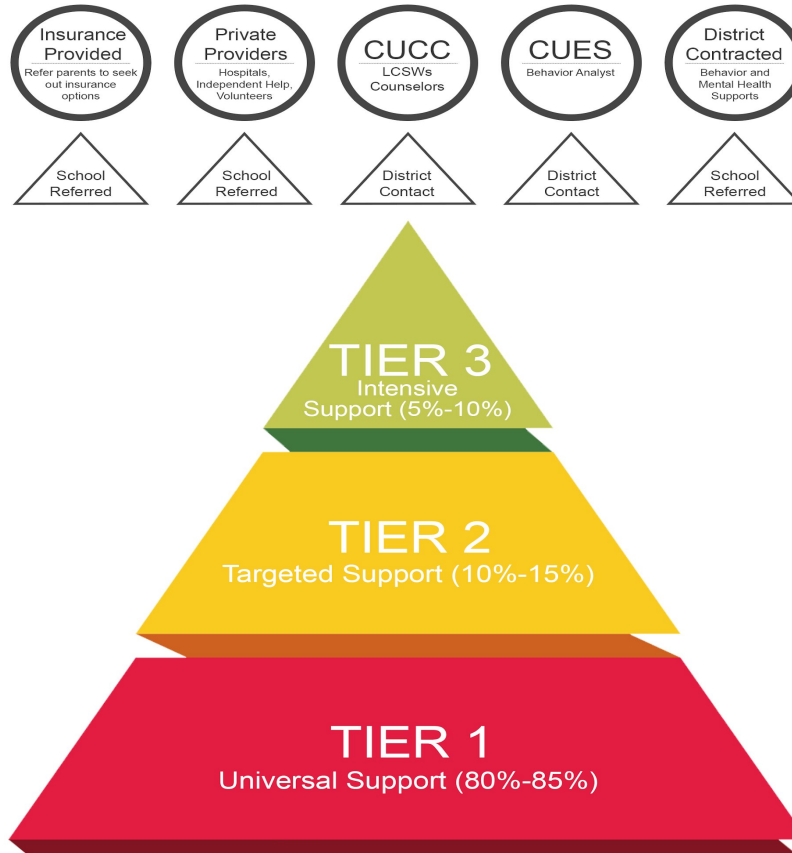 Insurance
Provided
Refer parents to seek
out insurance
options
Private
Providers
Hospitals,
Independent Help,
Volunteers
CUCC
LCSWs
Counselors
CUES
Behavior Analyst
District
Contracted
Behavior and
Mental Health
Supports
School
Referred
School
Referred
District
Contact
District
Contact
School
Referred
TIER 3
Intensive
Support (5%-10%)
TIER 2
Targeted Support (10%-15%)
TIER 1
Universal Support (80%-85%)